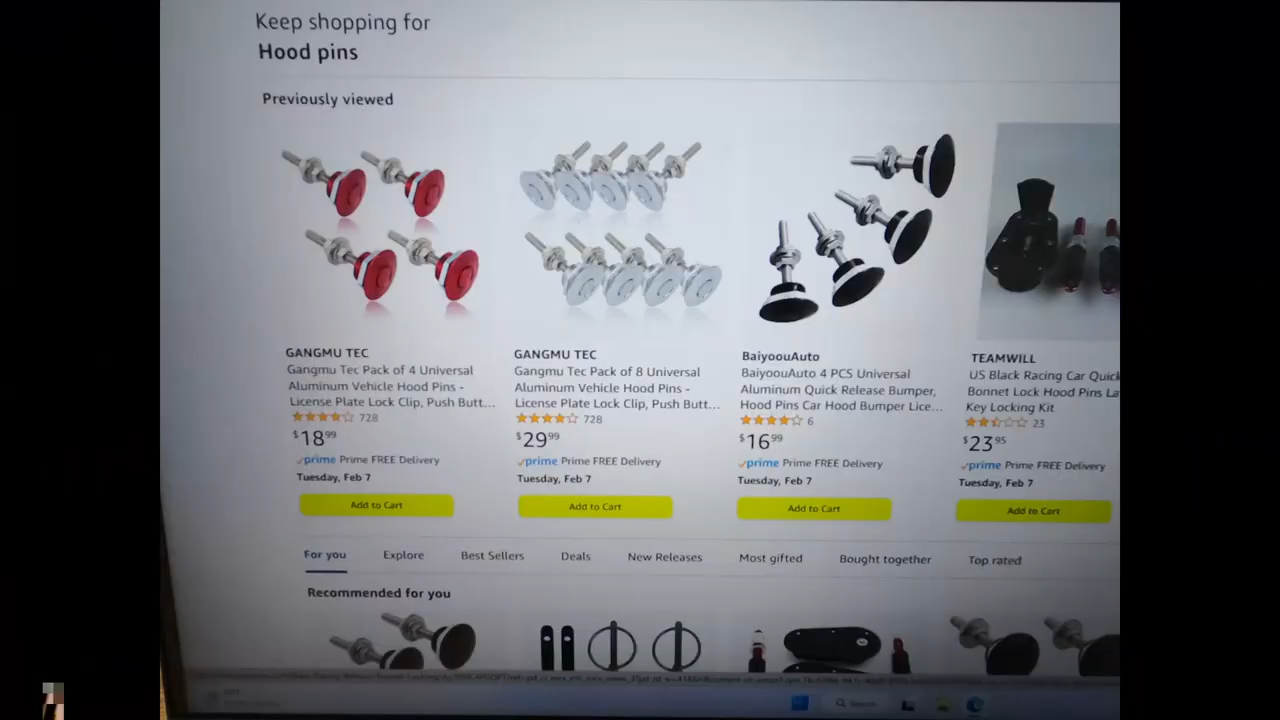 Keep shopping for
Hood pins
Previously viewed
GANGMU TEC
Gangmu Tec Pack of 4 Universal
Aluminum Vehicle Hood Pins -
License Plate Lock Clip, Push Butt...
728
$18.99
prime Prime FREE Delivery
Tuesday, Feb 7
Add to Cart
GANGMU TEC
Gangmu Tec Pack of 8 Universal
Aluminum Vehicle Hood Pins -
License Plate Lock Clip, Push Butt...
728
$29.99
prime Prime FREE Delivery
Tuesday, Feb 7
Add to Cart
BaiyoouAuto
BaiyoouAuto 4 PCS Universal
Aluminum Quick Release Bumper,
Hood Pins Car Hood Bumper Lice...
6
$16.99
prime Prime FREE Delivery
Tuesday, Feb 7
Add to Cart
TEAMWILL
US Black Racing Car Quick
Bonnet Lock Hood Pins La
Key Locking Kit
23
$23.95
prime Prime FREE Delivery
Tuesday, Feb 7
Add to Cart
For you Explore Best Sellers Deals New Releases Most gifted Bought together Top rated
Recommended for you
Search